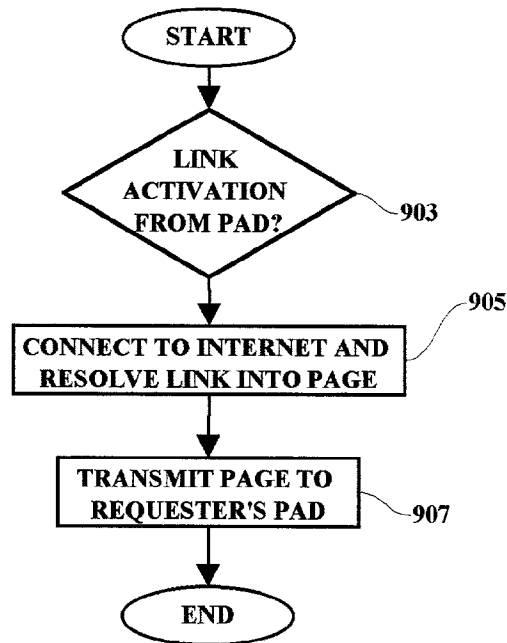 START
LINK
ACTIVATION
FROM PAD?
903
905
CONNECT TO INTERNET AND
RESOLVE LINK INTO PAGE
TRANSMIT PAGE TO
REQUESTER'S PAD
907
END